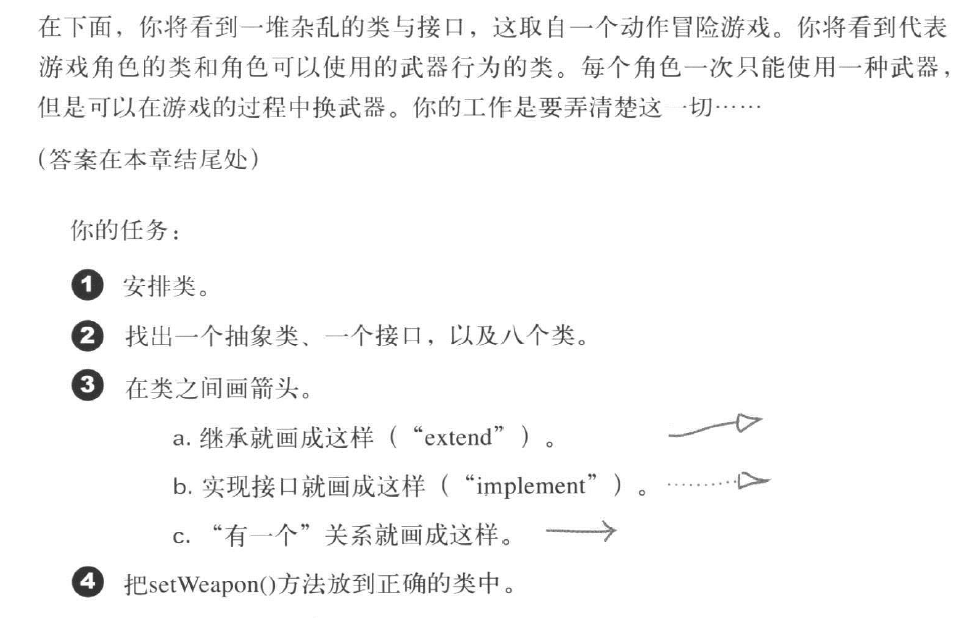 在下面，你将看到一堆杂乱的类与接口，这取自一个动作冒险游戏。你将看到代表
游戏角色的类和角色可以使用的武器行为的类。每个角色一次只能使用一种武器，
但是可以在游戏的过程中换武器。你的工作是要弄清楚这一切……
（答案在本章结尾处）
你的任务：
1 安排类。
2 找出一个抽象类、一个接口，以及八个类。
3 在类之间画箭头。
a. 继承就画成这样（“extend”）。
b. 实现接口就画成这样（“implement”）。
c. “有一个”关系就画成这样。
4 把setWeapon()方法放到正确的类中。